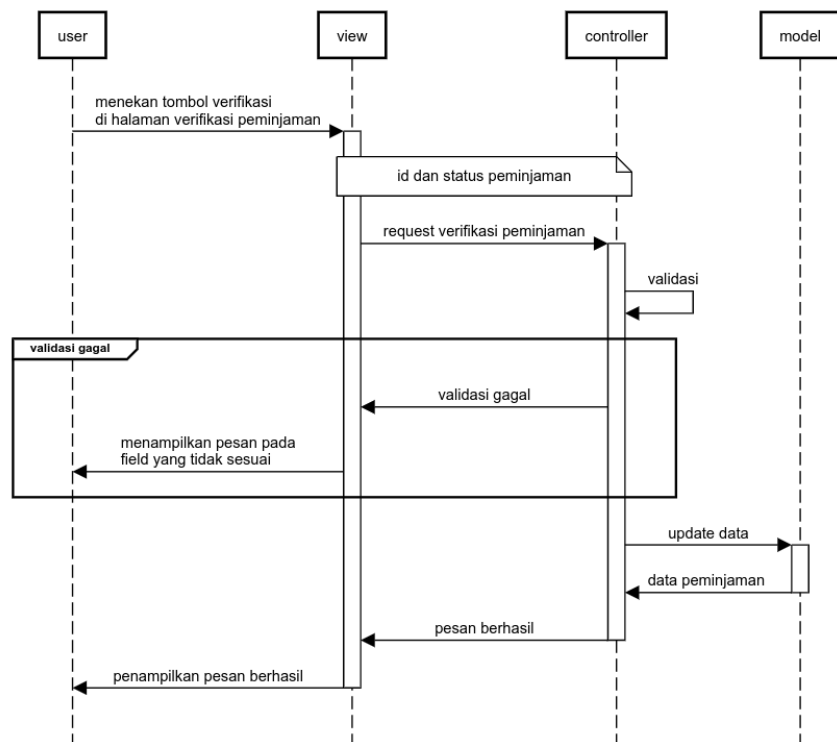 user
view
controller
model
menekan tombol verifikasi
di halaman verifikasi peminjaman
id dan status peminjaman
request verifikasi peminjaman
validasi
validasi gagal
validasi gagal
menampilkan pesan pada
field yang tidak sesuai
update data
data peminjaman
pesan berhasil
penampilkan pesan berhasil